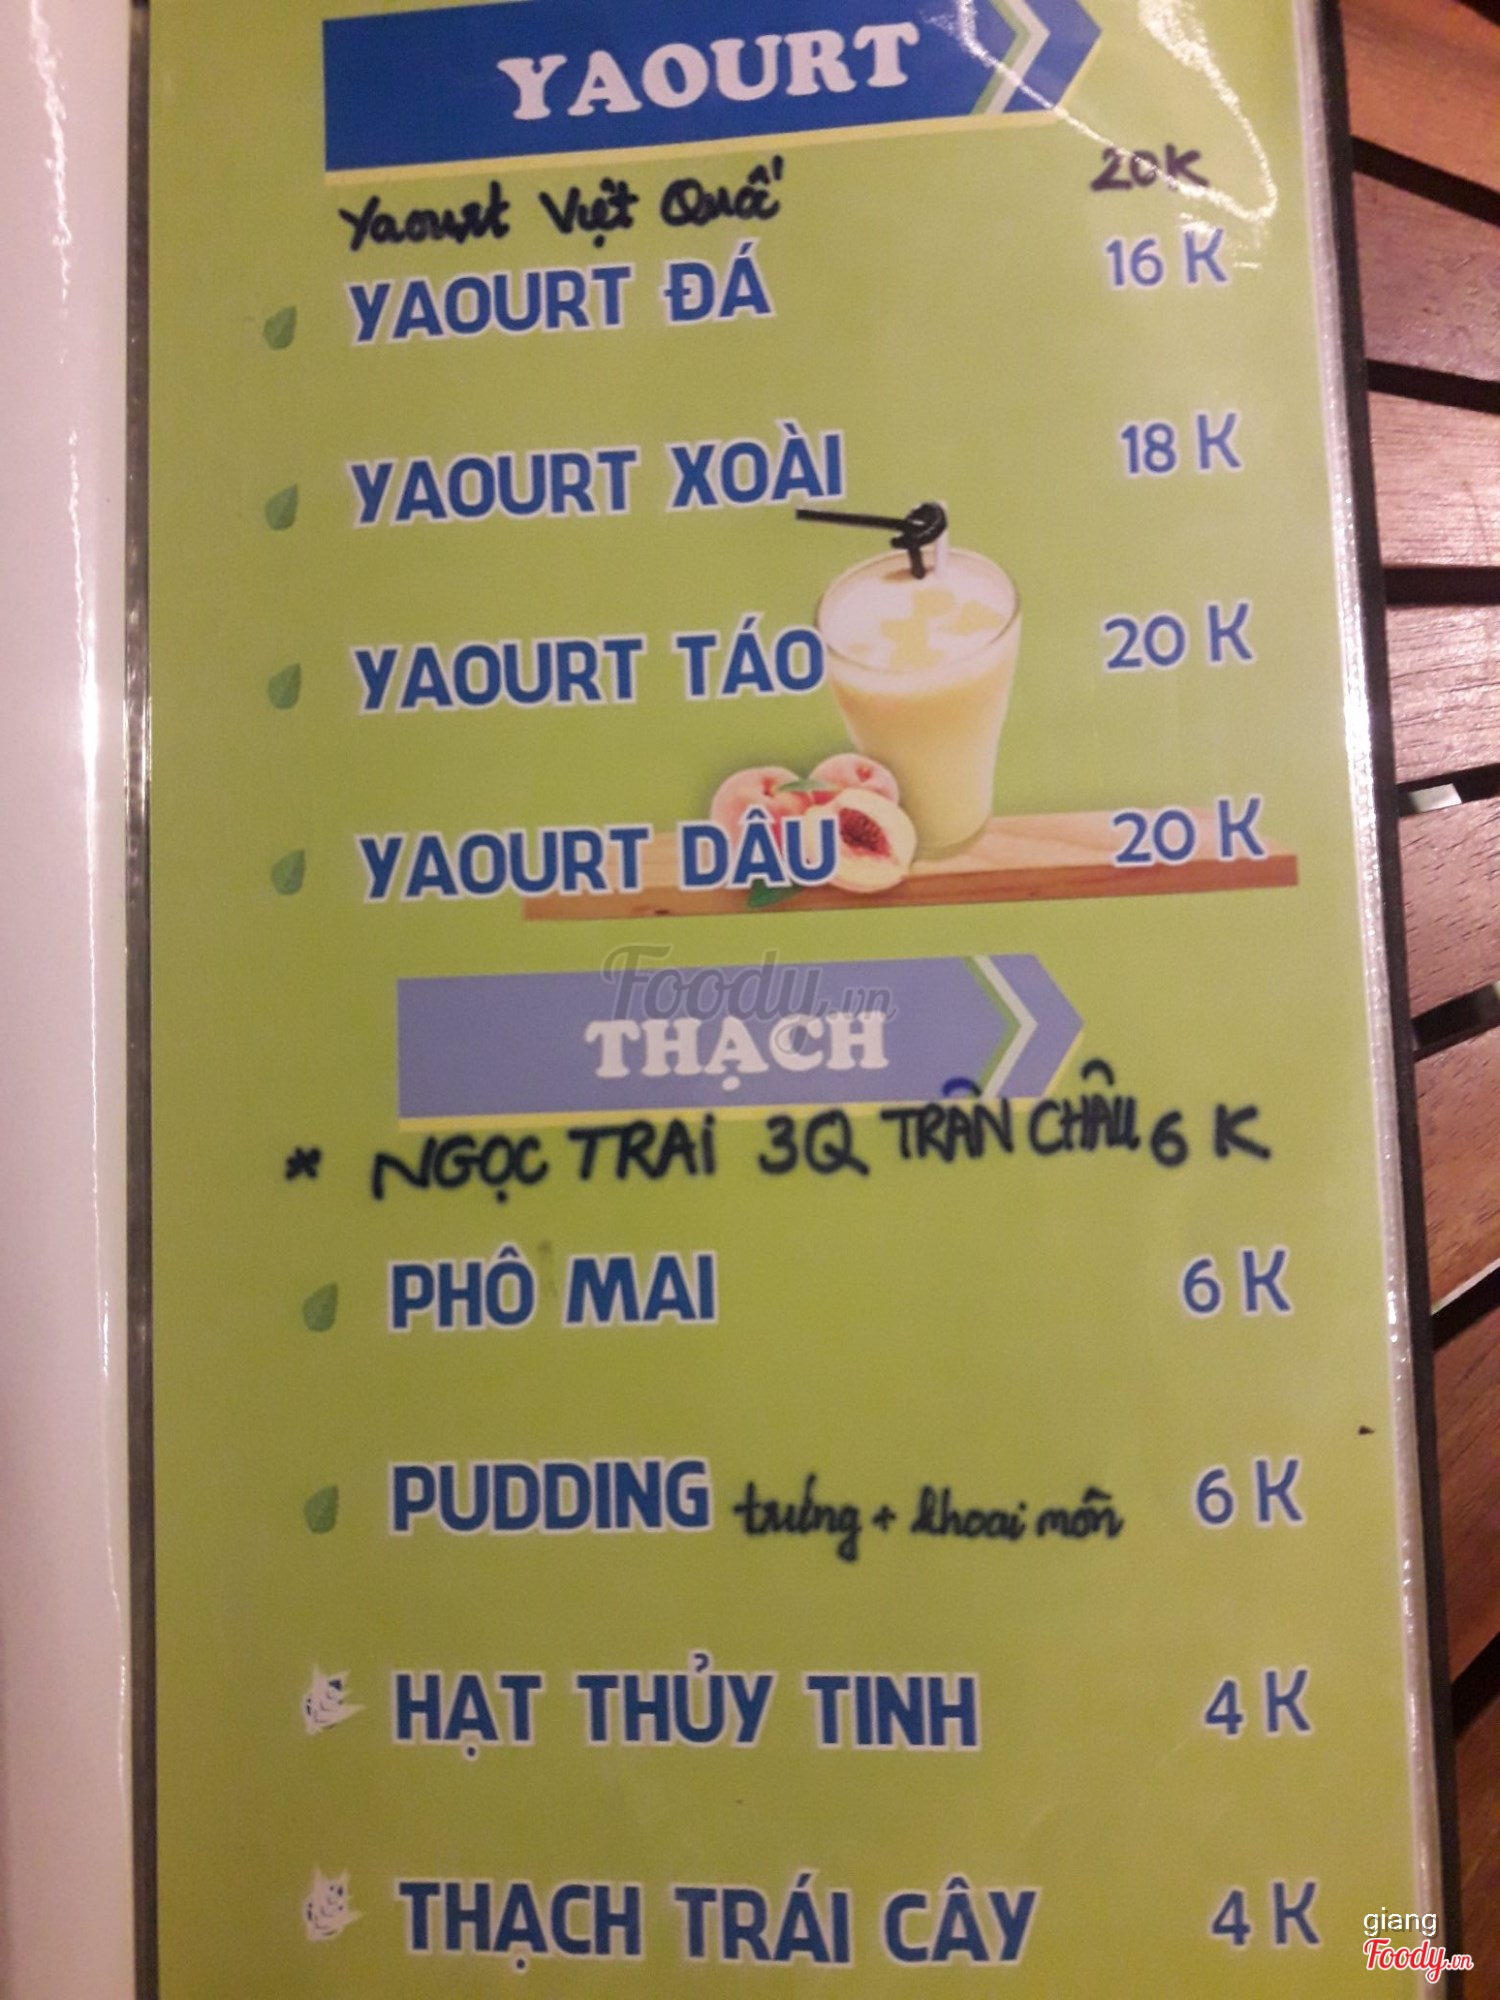 YAOURT
Yaourt Việt Quất 20K
YAOURT ĐÁ 16 K
YAOURT XOÀI 18 K
YAOURT TÁO 20 K
YAOURT DÂU 20 K
Foody.vn
THẠCH
* NGỌC TRAI 3Q TRÂN CHÂU 6 K
PHÔ MAI 6 K
PUDDING trứng + khoai môn 6 K
HẠT THỦY TINH 4 K
THẠCH TRÁI CÂY 4 K
giang
Foody.vn